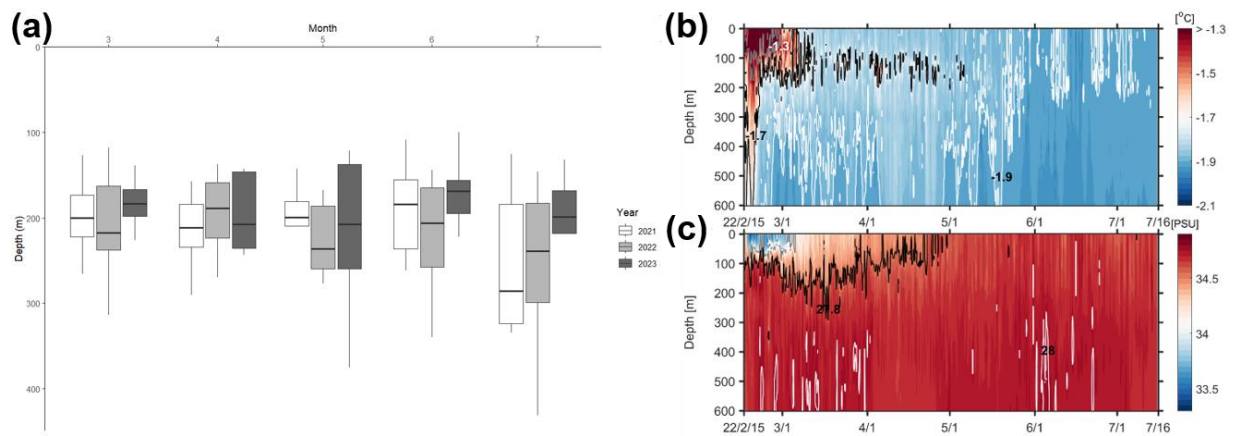 (a)
Month
3 4 5 6 7
0
100
200
300
400
Depth (m)
Year
2021
2022
2023
(b)
[°C]
> -1.3
-1.5
-1.7
-1.9
-2.1
0
100
200
300
400
500
600
Depth [m]
-1.3
-1.7
-1.9
22/2/15 3/1 4/1 5/1 6/1 7/1 7/16
(c)
[PSU]
34.5
34
33.5
0
100
200
300
400
500
600
Depth [m]
27.8
28
22/2/15 3/1 4/1 5/1 6/1 7/1 7/16